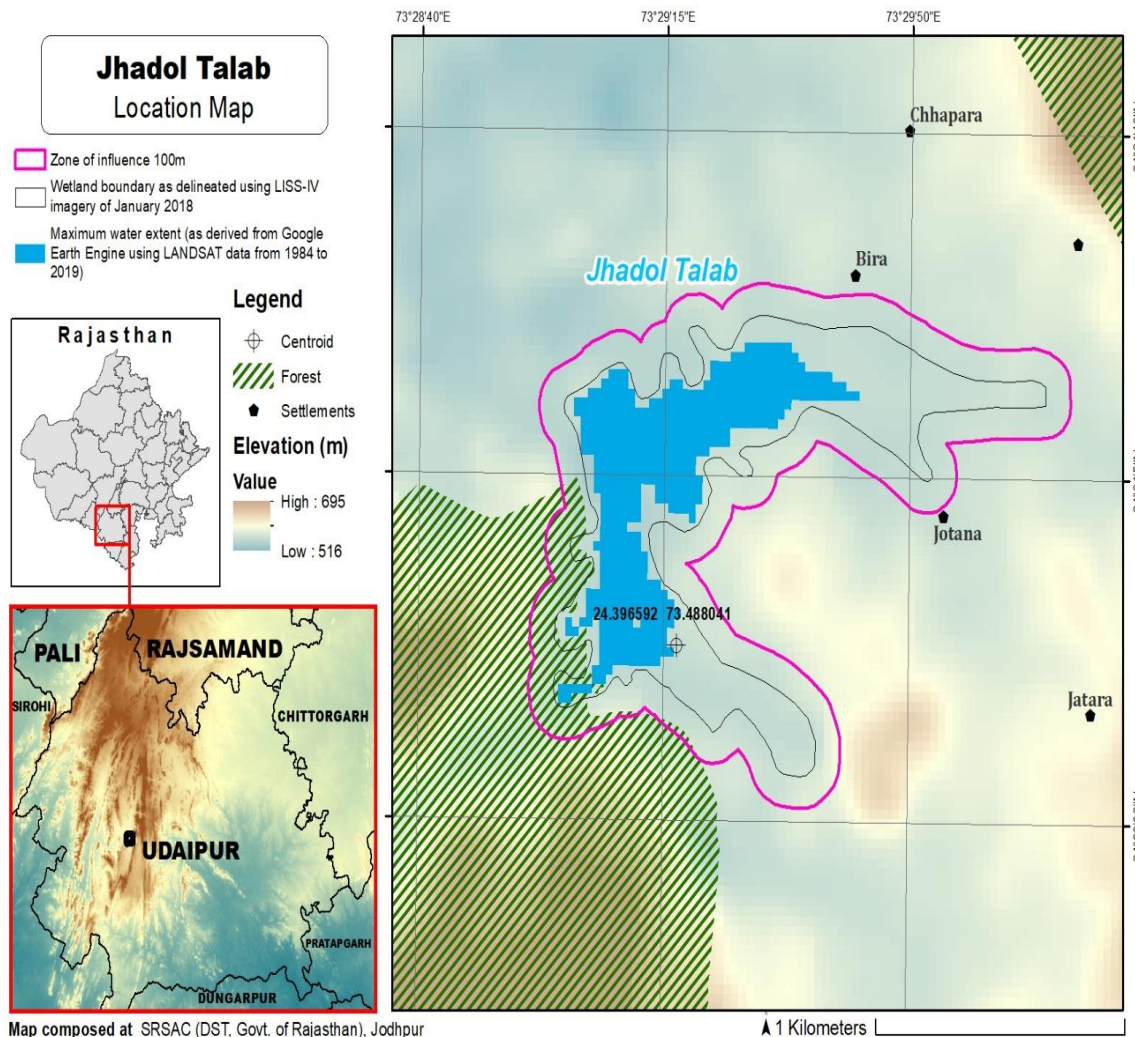 Jhadol Talab
Location Map
Zone of influence 100m
Wetland boundary as delineated using LISS-IV
imagery of January 2018
Maximum water extent (as derived from Google
Earth Engine using LANDSAT data from 1984 to
2019)
Legend
Centroid
Forest
Settlements
Elevation (m)
Value
High : 695
Low : 516
Rajasthan
PALI
RAJSAMAND
SIROHI
CHITTORGARH
UDAIPUR
PRATAPGARH
DUNGARPUR
Map composed at SRSAC (DST, Govt. of Rajasthan), Jodhpur
73°28'40"E
73°29'15"E
73°29'50"E
Chhapara
Bira
Jhadol Talab
Jotana
24.396592 73.488041
Jatara
1 Kilometers